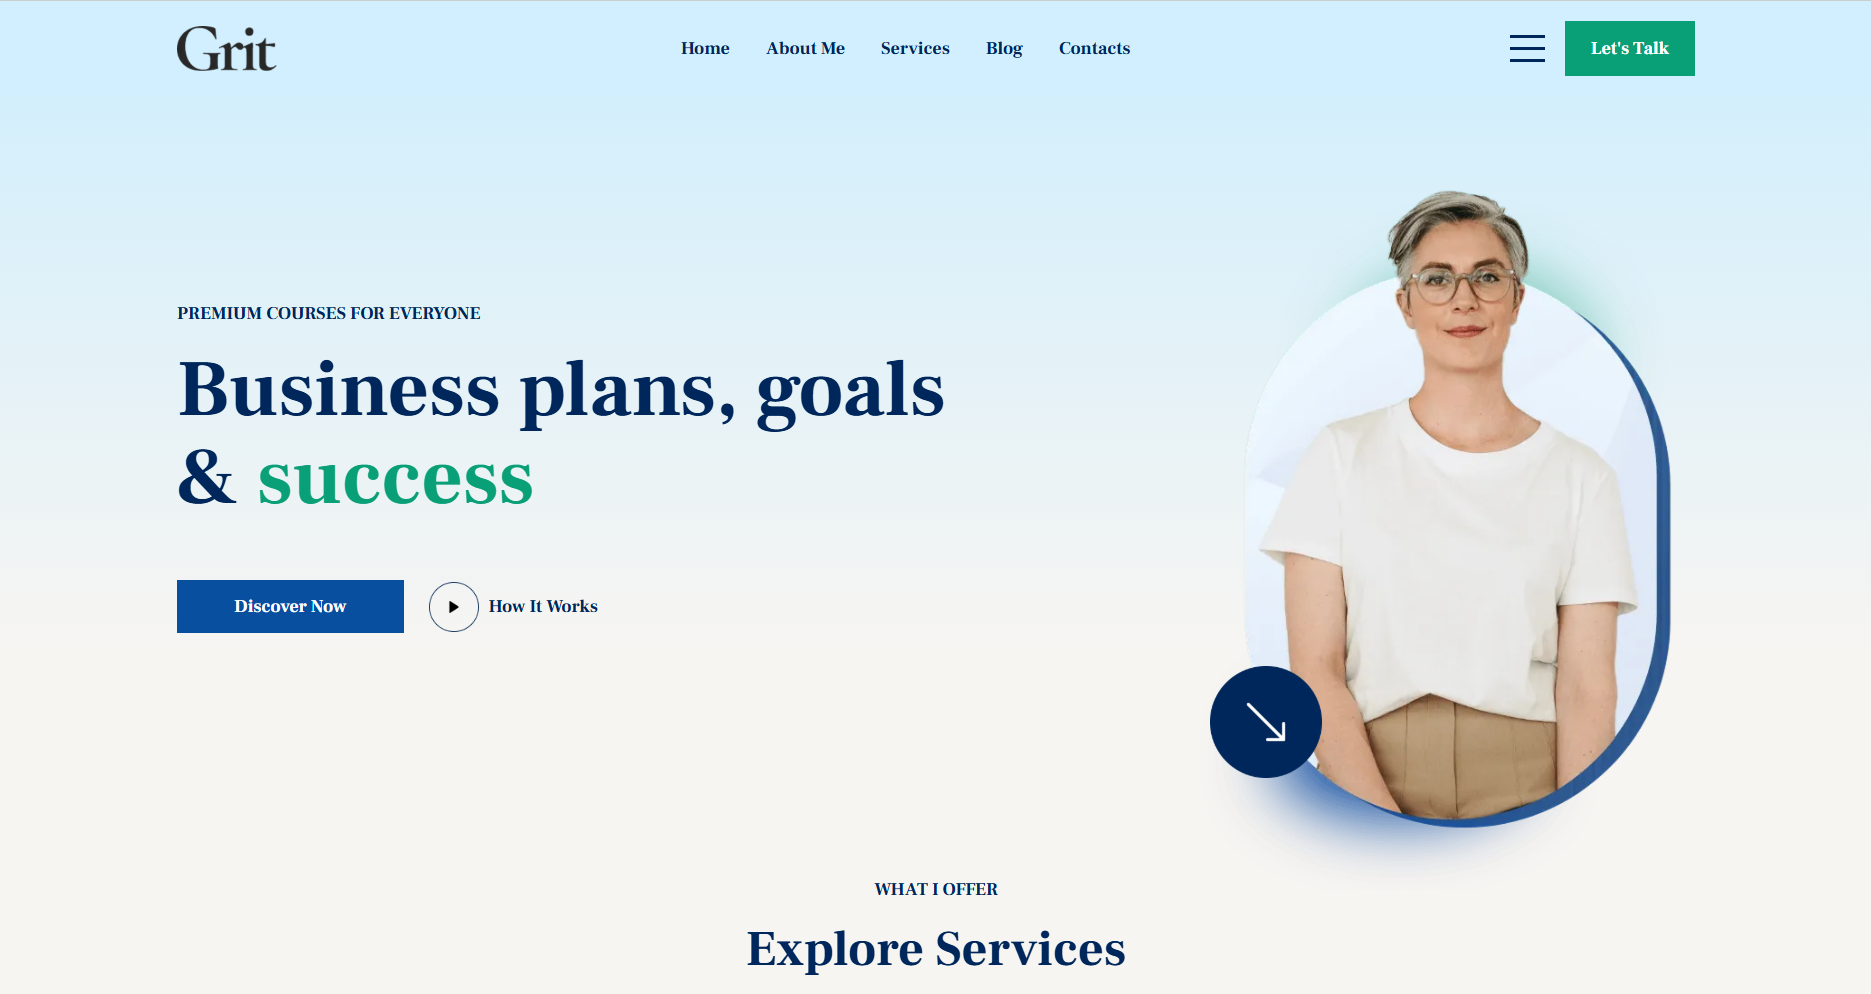 Grit
Home
About Me
Services
Blog
Contacts
Let's Talk
PREMIUM COURSES FOR EVERYONE
Business plans, goals
& success
Discover Now
How It Works
WHAT I OFFER
Explore Services